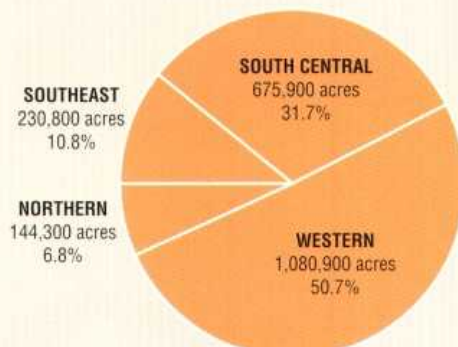 SOUTH CENTRAL
675,900 acres
31.7%
SOUTHEAST
230,800 acres
10.8%
NORTHERN
144,300 acres
6.8%
WESTERN
1,080,900 acres
50.7%